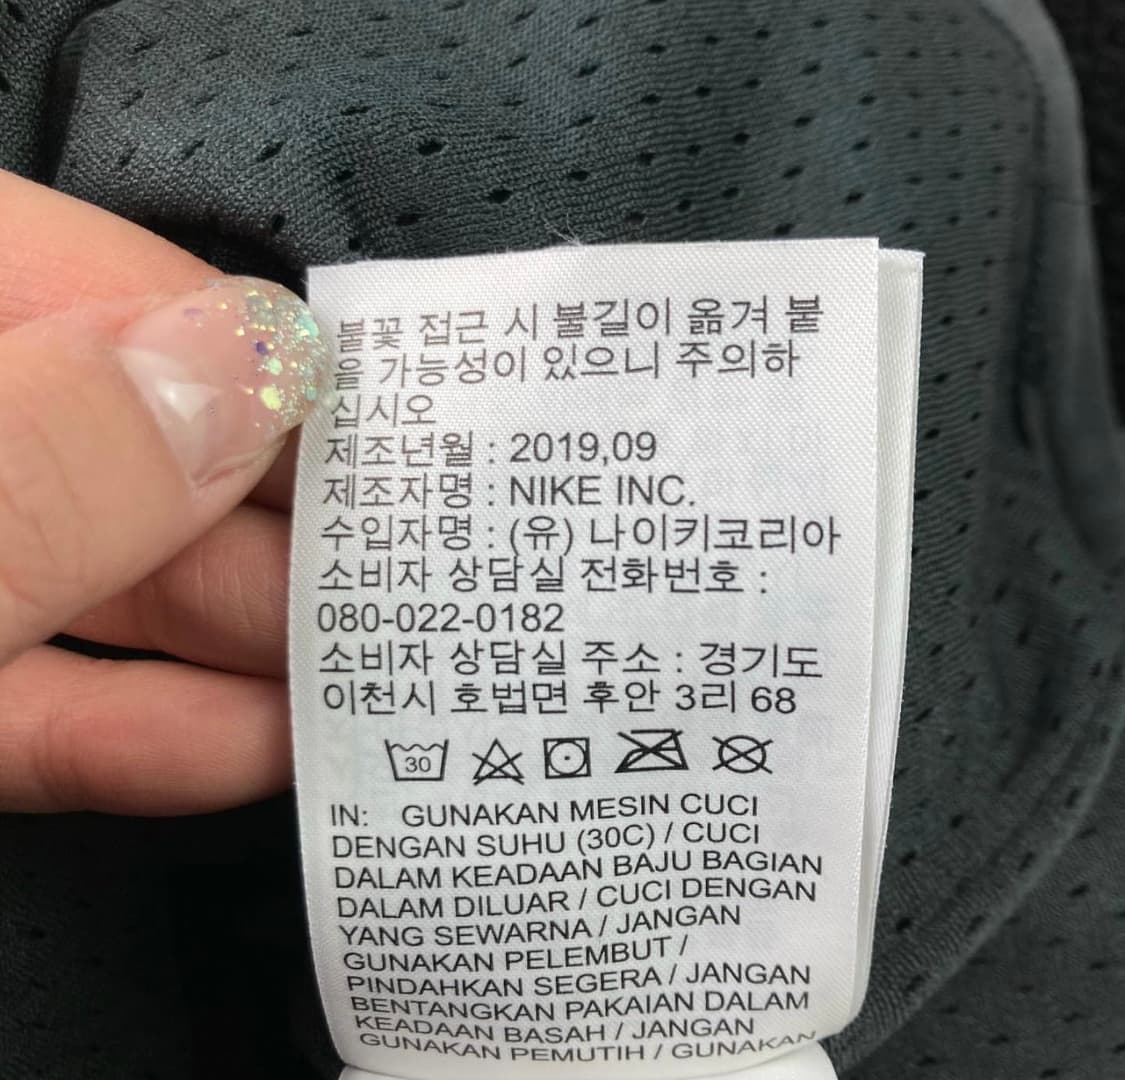 불꽃 접근 시 불길이 옮겨 붙
을 가능성이 있으니 주의하
십시오
제조년월 : 2019,09
제조자명 : NIKE INC.
수입자명 : (유) 나이키코리아
소비자 상담실 전화번호 :
080-022-0182
소비자 상담실 주소 : 경기도
이천시 호법면 후안 3리 68
30
IN: GUNAKAN MESIN CUCI
DENGAN SUHU (30C) / CUCI
DALAM KEADAAN BAJU BAGIAN
DALAM DILUAR / CUCI DENGAN
YANG SEWARNA / JANGAN
GUNAKAN PELEMBUT /
PINDAHKAN SEGERA / JANGAN
BENTANGKAN PAKAIAN DALAM
KEADAAN BASAH / JANGAN
GUNAKAN PEMUTIH / GUNAKAN